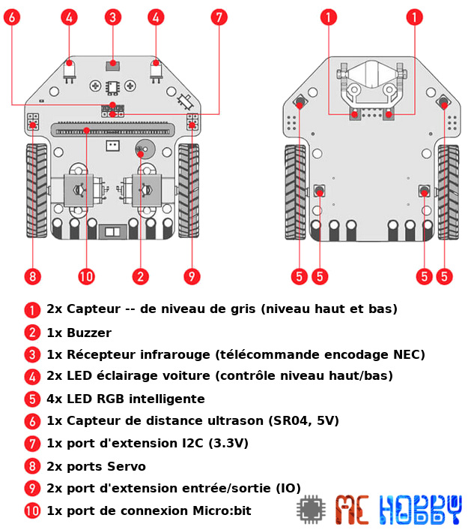 6 4 3 4 7 1 1
8 10 2 9 5 5 5 5
1 2x Capteur -- de niveau de gris (niveau haut et bas)
2 1x Buzzer
3 1x Récepteur infrarouge (télécommande encodage NEC)
4 2x LED éclairage voiture (contrôle niveau haut/bas)
5 4x LED RGB intelligente
6 1x Capteur de distance ultrason (SR04, 5V)
7 1x port d'extension I2C (3.3V)
8 2x ports Servo
9 2x port d'extension entrée/sortie (IO)
10 1x port de connexion Micro:bit
MC HOBBY